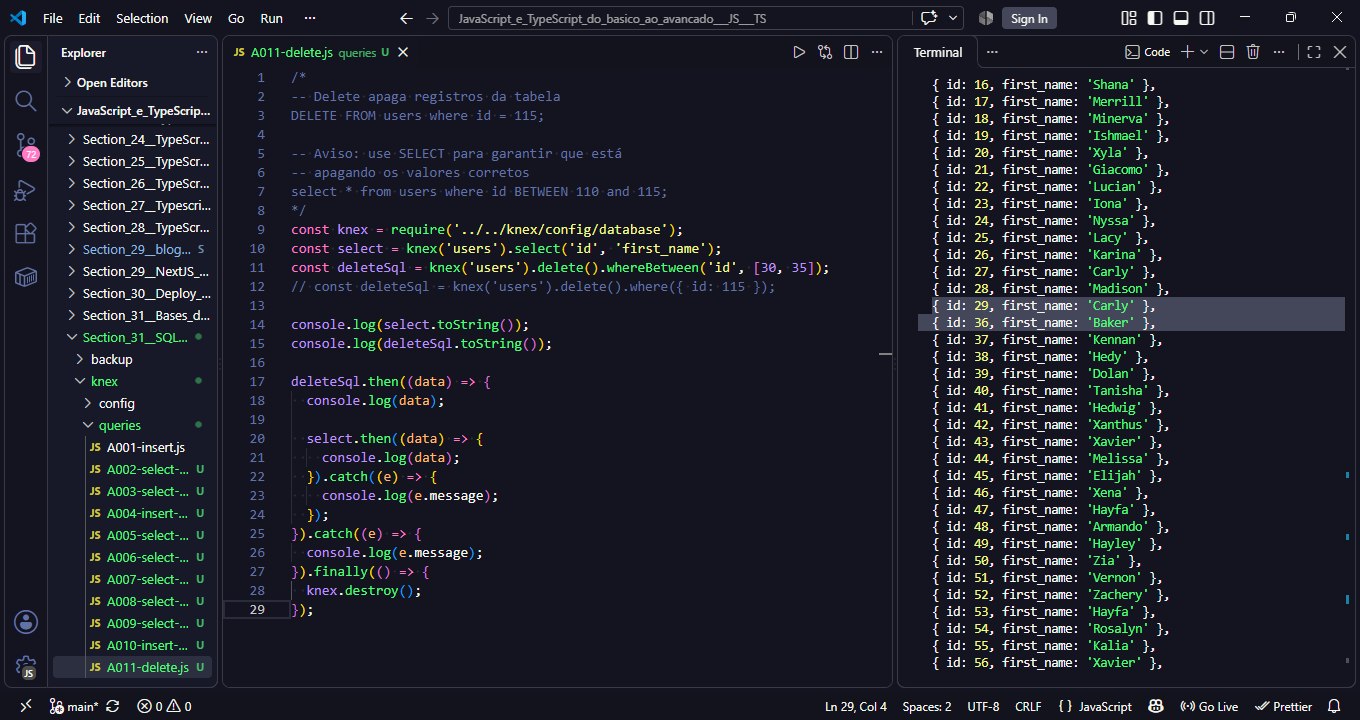 File Edit Selection View Go Run ···
JavaScript_e_TypeScript_do_basico_ao_avancado___JS__TS
Sign In
Explorer
Open Editors
JavaScript_e_TypeScrip...
Section_24__TypeScr...
Section_25__TypeScr...
Section_26__TypeScr...
Section_27__Typescri...
Section_28__TypeScr...
Section_29__blog... S
Section_29__NextJS_...
Section_30__Deploy_...
Section_31__Bases_d...
Section_31__SQL...
backup
knex
config
queries
JS A001-insert.js
JS A002-select-... U
JS A003-select-... U
JS A004-insert-... U
JS A005-select-... U
JS A006-select-... U
JS A007-select-... U
JS A008-select-... U
JS A009-select-... U
JS A010-insert-... U
JS A011-delete.js U
72
JS
JS A011-delete.js queries U
1 /*
2 -- Delete apaga registros da tabela
3 DELETE FROM users where id = 115;
4
5 -- Aviso: use SELECT para garantir que está
6 -- apagando os valores corretos
7 select * from users where id BETWEEN 110 and 115;
8 */
9 const knex = require('../../knex/config/database');
10 const select = knex('users').select('id', 'first_name');
11 const deleteSql = knex('users').delete().whereBetween('id', [30, 35]);
12 // const deleteSql = knex('users').delete().where({ id: 115 });
13
14 console.log(select.toString());
15 console.log(deleteSql.toString());
16
17 deleteSql.then((data) => {
18 console.log(data);
19
20 select.then((data) => {
21 console.log(data);
22 }).catch((e) => {
23 console.log(e.message);
24 });
25 }).catch((e) => {
26 console.log(e.message);
27 }).finally(() => {
28 knex.destroy();
29 });
Terminal
Code
{ id: 16, first_name: 'Shana' },
{ id: 17, first_name: 'Merrill' },
{ id: 18, first_name: 'Minerva' },
{ id: 19, first_name: 'Ishmael' },
{ id: 20, first_name: 'Xyla' },
{ id: 21, first_name: 'Giacomo' },
{ id: 22, first_name: 'Lucian' },
{ id: 23, first_name: 'Iona' },
{ id: 24, first_name: 'Nyssa' },
{ id: 25, first_name: 'Lacy' },
{ id: 26, first_name: 'Karina' },
{ id: 27, first_name: 'Carly' },
{ id: 28, first_name: 'Madison' },
{ id: 29, first_name: 'Carly' },
{ id: 36, first_name: 'Baker' },
{ id: 37, first_name: 'Kennan' },
{ id: 38, first_name: 'Hedy' },
{ id: 39, first_name: 'Dolan' },
{ id: 40, first_name: 'Tanisha' },
{ id: 41, first_name: 'Hedwig' },
{ id: 42, first_name: 'Xanthus' },
{ id: 43, first_name: 'Xavier' },
{ id: 44, first_name: 'Melissa' },
{ id: 45, first_name: 'Elijah' },
{ id: 46, first_name: 'Xena' },
{ id: 47, first_name: 'Hayfa' },
{ id: 48, first_name: 'Armando' },
{ id: 49, first_name: 'Hayley' },
{ id: 50, first_name: 'Zia' },
{ id: 51, first_name: 'Vernon' },
{ id: 52, first_name: 'Zachery' },
{ id: 53, first_name: 'Hayfa' },
{ id: 54, first_name: 'Rosalyn' },
{ id: 55, first_name: 'Kalia' },
{ id: 56, first_name: 'Xavier' },
main* 0 0 Ln 29, Col 4 Spaces: 2 UTF-8 CRLF { } JavaScript Go Live Prettier